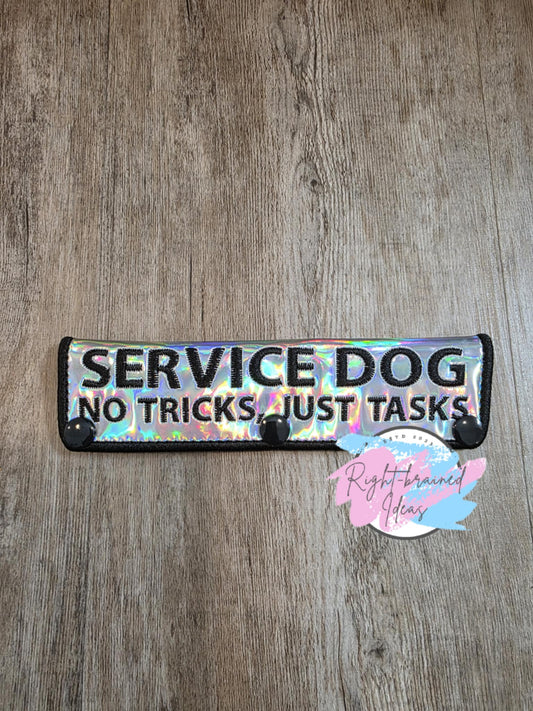 SERVICE DOG
NO TRICKS, JUST TASKS
Right-brained
Ideas